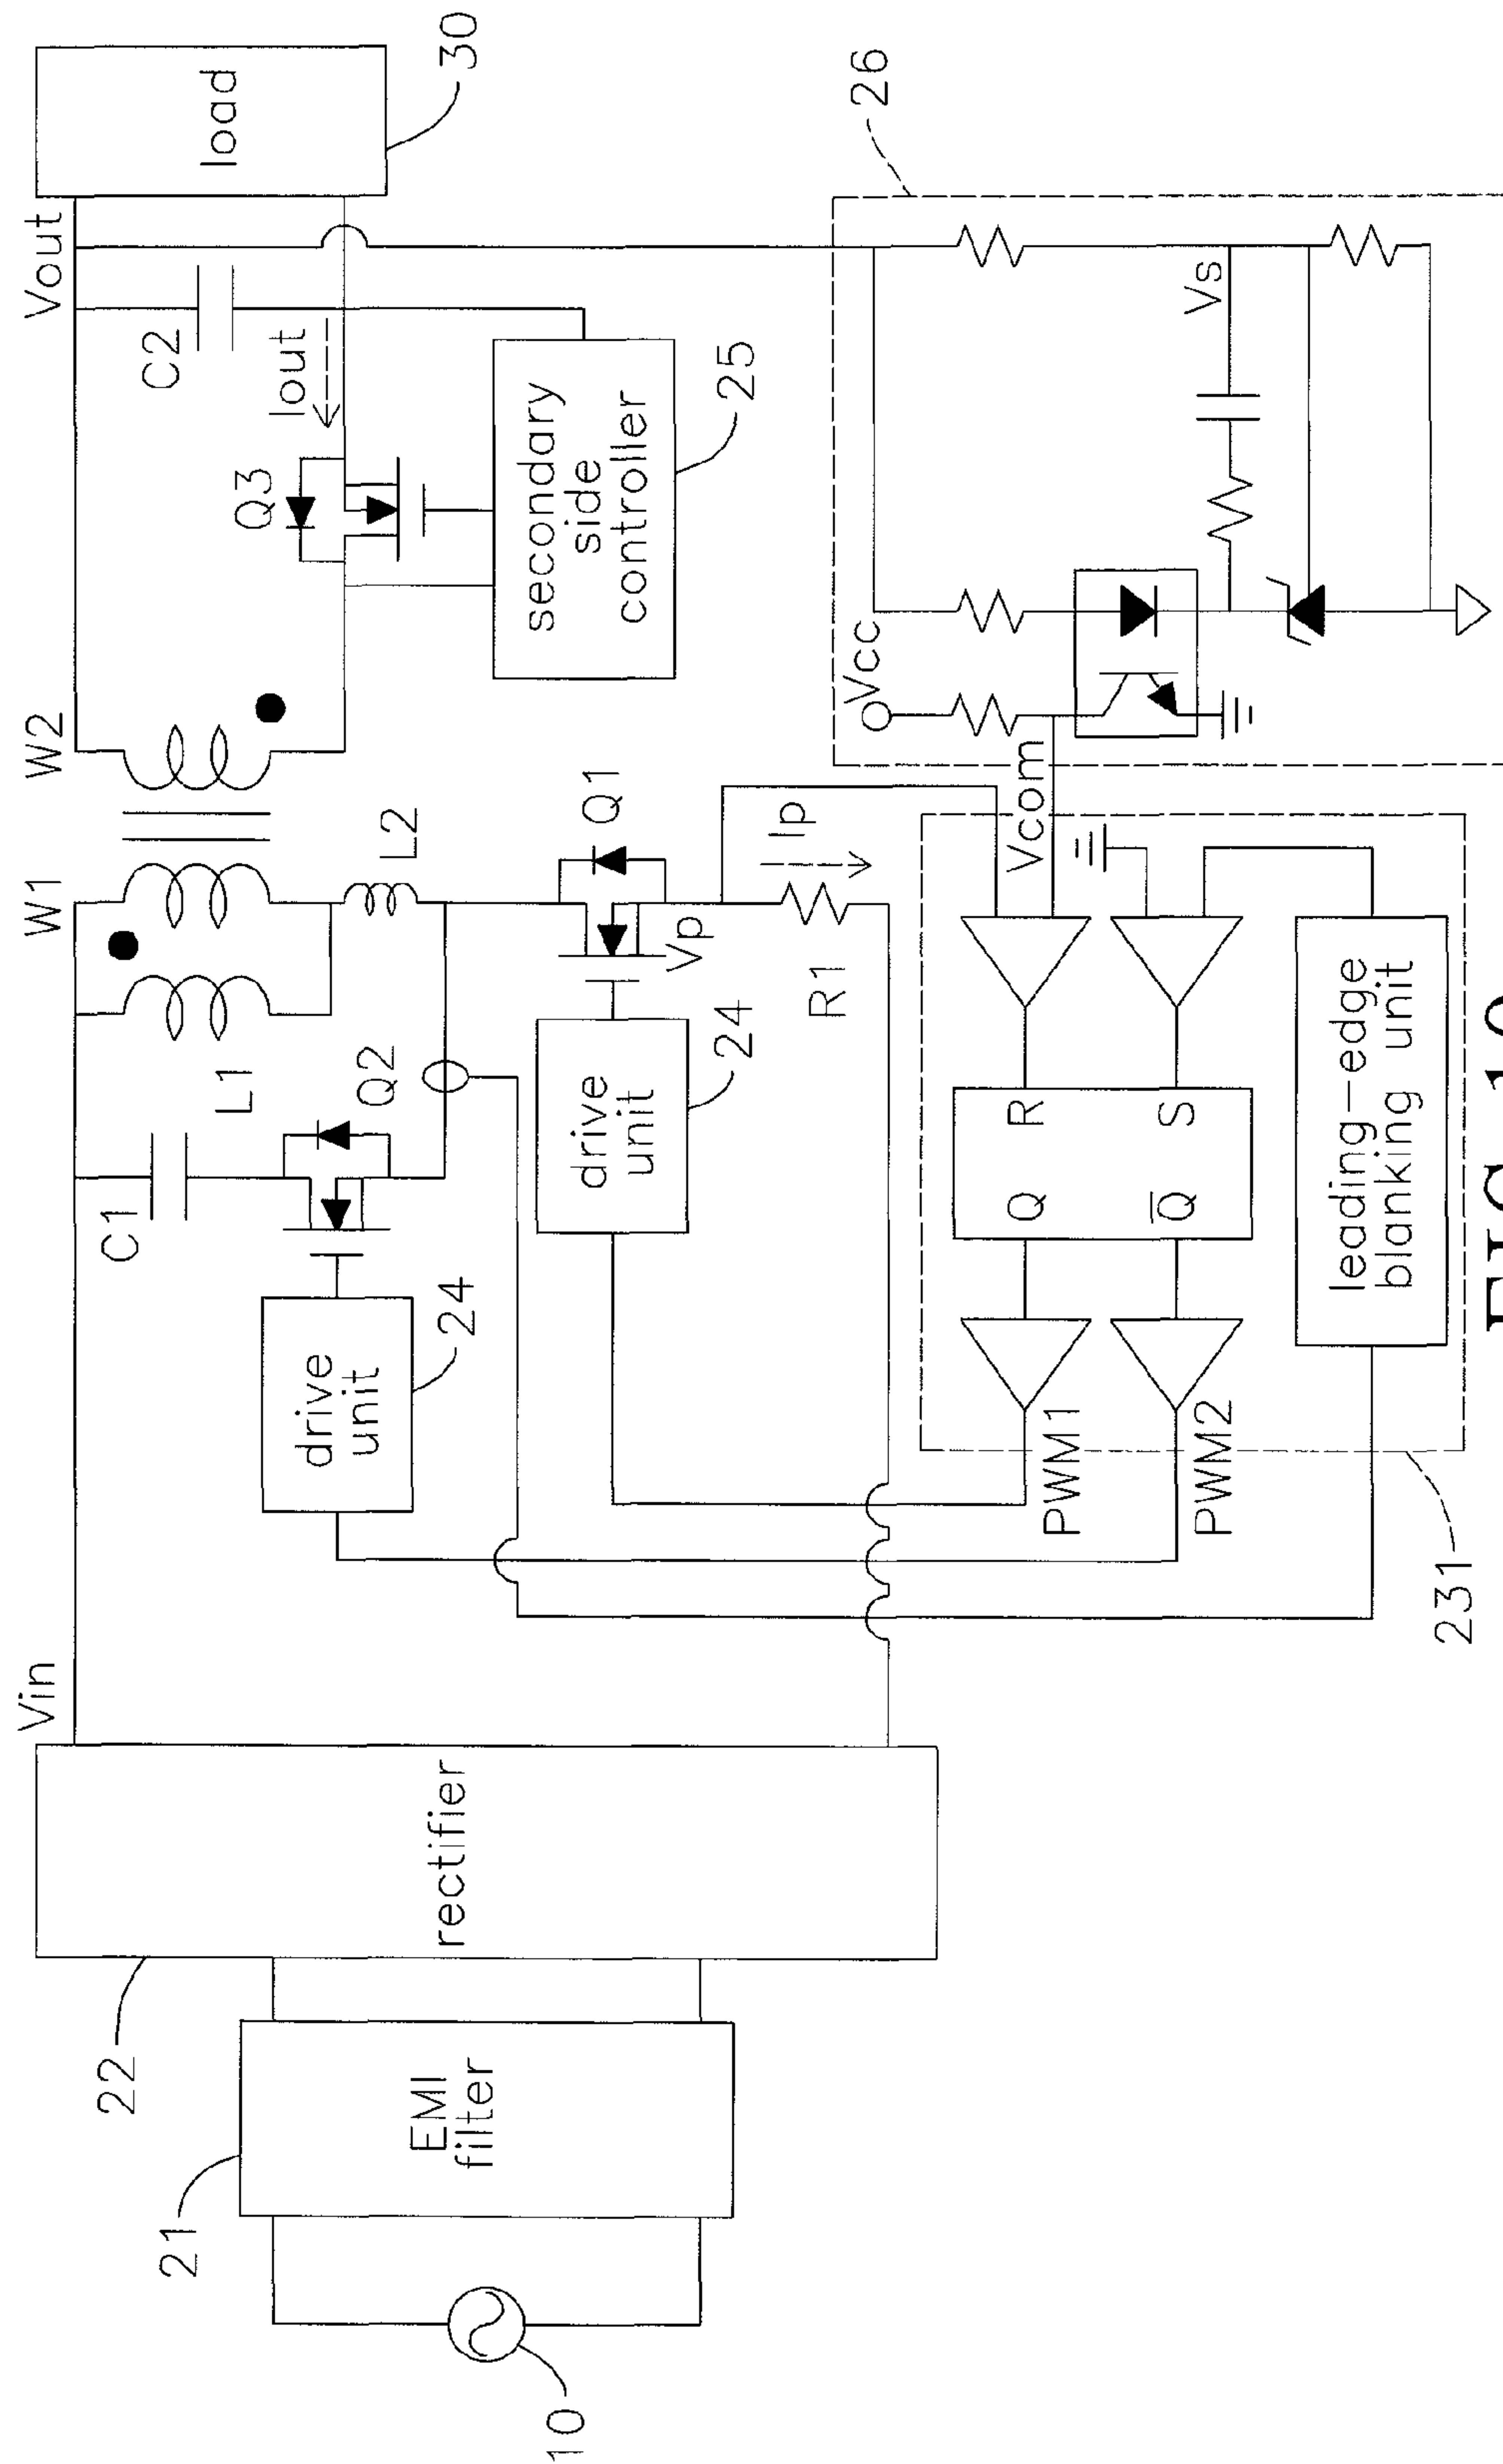 Vin
W1
W2
Vout
load
30
C1
L1
Q2
L2
Q1
Q3
C2
Iout
22
21
EMI
filter
10
rectifier
drive
unit
24
drive
unit
24
Vp
R1
Ip
secondary
side
controller
25
26
Vcc
Vcom
Vs
PWM1
PWM2
Q
R
Q̅
S
leading-edge
blanking unit
231